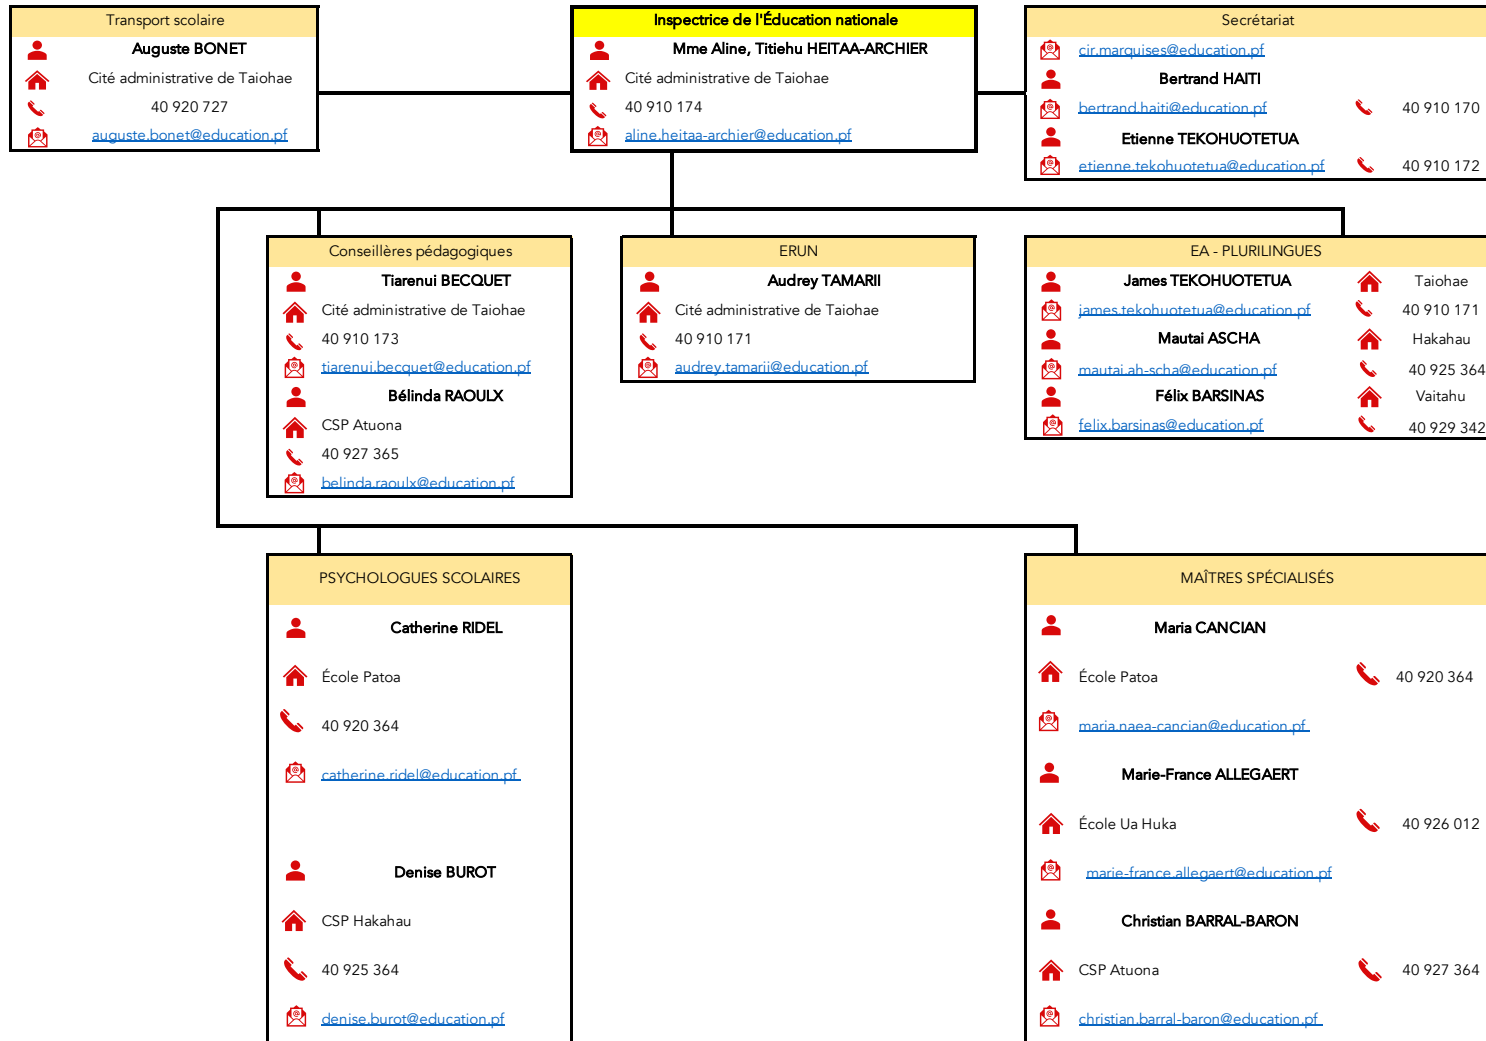 Transport scolaire
Auguste BONET
Cité administrative de Taiohae
40 920 727
auguste.bonet@education.pf
Inspectrice de l'Éducation nationale
Mme Aline, Titiehu HEITAA-ARCHIER
Cité administrative de Taiohae
40 910 174
aline.heitaa-archier@education.pf
Secrétariat
cir.marquises@education.pf
Bertrand HAITI
bertrand.haiti@education.pf 40 910 170
Etienne TEKOHUOTETUA
etienne.tekohuotetua@education.pf 40 910 172
Conseillères pédagogiques
Tiarenui BECQUET
Cité administrative de Taiohae
40 910 173
tiarenui.becquet@education.pf
Bélinda RAOULX
CSP Atuona
40 927 365
belinda.raoulx@education.pf
ERUN
Audrey TAMARII
Cité administrative de Taiohae
40 910 171
audrey.tamarii@education.pf
EA - PLURILINGUES
James TEKOHUOTETUA Taiohae
james.tekohuotetua@education.pf 40 910 171
Mautai ASCHA Hakahau
mautai.ah-scha@education.pf 40 925 364
Félix BARSINAS Vaitahu
felix.barsinas@education.pf 40 929 342
PSYCHOLOGUES SCOLAIRES
Catherine RIDEL
École Patoa
40 920 364
catherine.ridel@education.pf
Denise BUROT
CSP Hakahau
40 925 364
denise.burot@education.pf
MAÎTRES SPÉCIALISÉS
Maria CANCIAN
École Patoa 40 920 364
maria.naea-cancian@education.pf
Marie-France ALLEGAERT
École Ua Huka 40 926 012
marie-france.allegaert@education.pf
Christian BARRAL-BARON
CSP Atuona 40 927 364
christian.barral-baron@education.pf